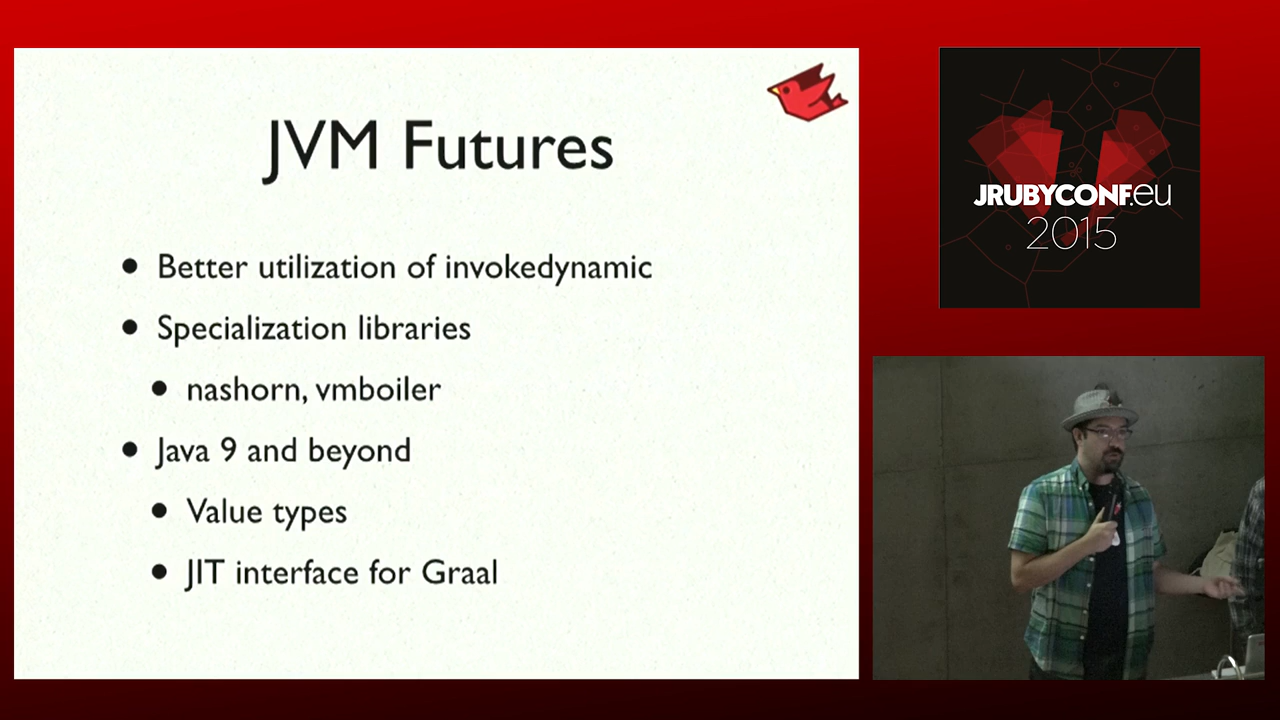 JVM Futures
• Better utilization of invokedynamic
• Specialization libraries
• nashorn, vmboiler
• Java 9 and beyond
• Value types
• JIT interface for Graal
JRUBYCONF.eu
2015